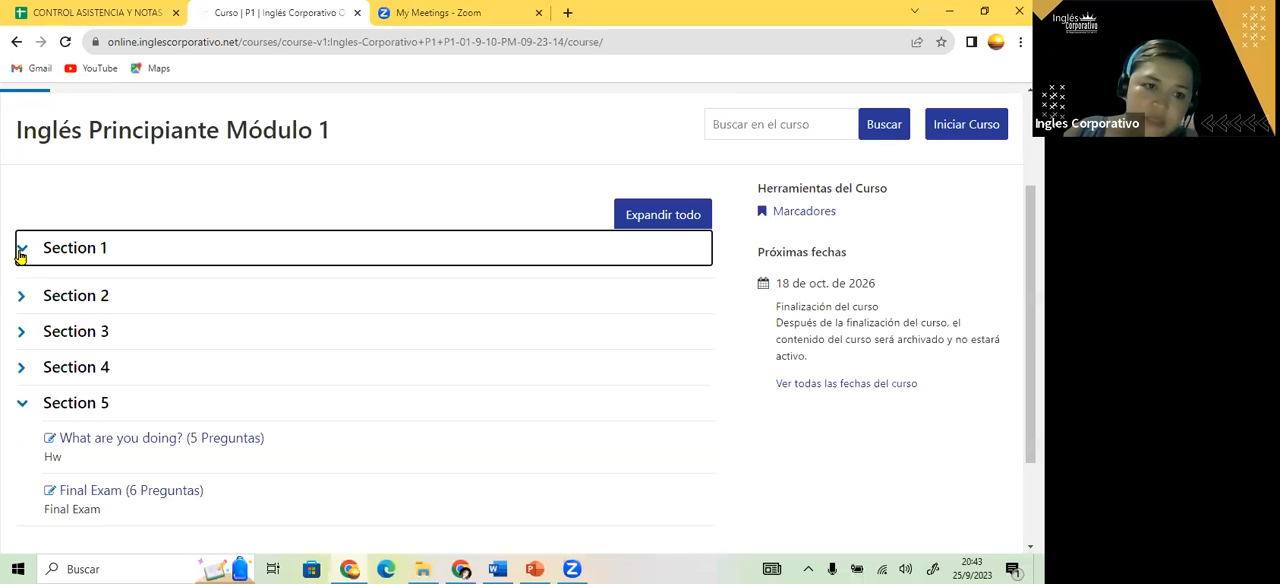 CONTROL ASISTENCIA Y NOTAS
Curso | P1 | Inglés Corporativo O
My Meetings - Zoom
online.inglescorporativo.net/courses/course-v1:Ingles-Corporativo+P1+P1-01-9-10-PM-09-23-14/course/
Gmail
YouTube
Maps
Inglés Corporativo
Ingles Corporativo
Inglés Principiante Módulo 1
Buscar en el curso
Buscar
Iniciar Curso
Expandir todo
Section 1
Section 2
Section 3
Section 4
Section 5
What are you doing? (5 Preguntas)
Hw
Final Exam (6 Preguntas)
Final Exam
Herramientas del Curso
Marcadores
Próximas fechas
18 de oct. de 2026
Finalización del curso
Después de la finalización del curso, el
contenido del curso será archivado y no estará
activo.
Ver todas las fechas del curso
Buscar
20:43
25/9/2023